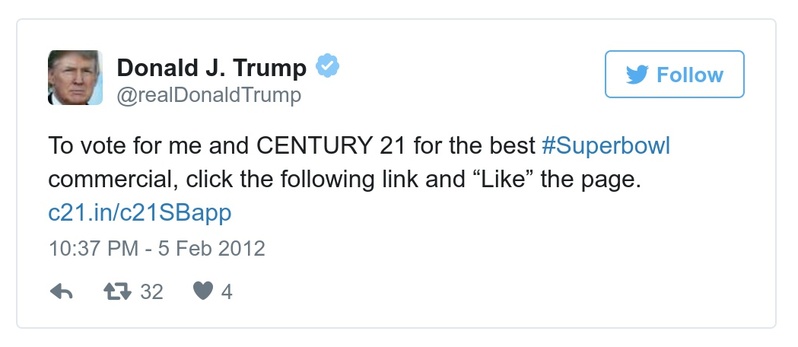 Donald J. Trump
@realDonaldTrump
Follow
To vote for me and CENTURY 21 for the best #Superbowl
commercial, click the following link and “Like” the page.
c21.in/c21SBapp
10:37 PM - 5 Feb 2012
32 4